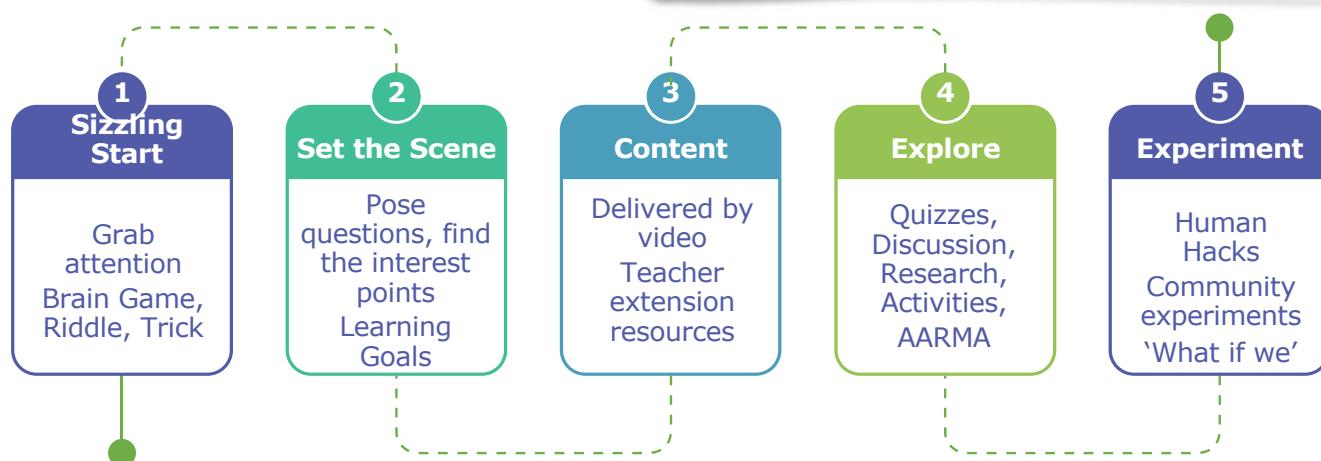 1
Sizzling
Start
Grab
attention
Brain Game,
Riddle, Trick
2
Set the Scene
Pose
questions, find
the interest
points
Learning
Goals
3
Content
Delivered by
video
Teacher
extension
resources
4
Explore
Quizzes,
Discussion,
Research,
Activities,
AARMA
5
Experiment
Human
Hacks
Community
experiments
‘What if we’